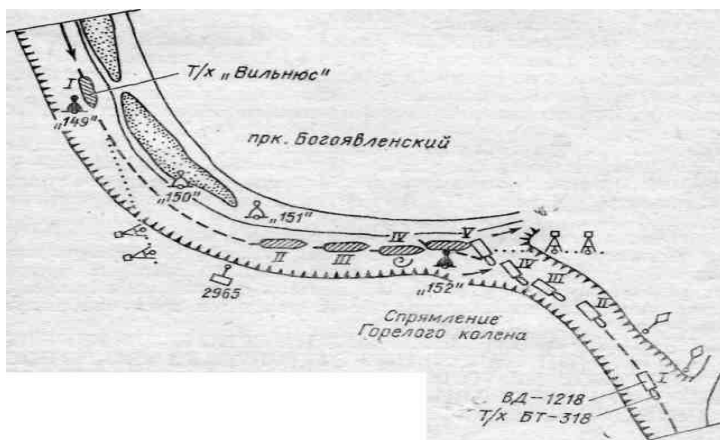 Т/х „Вильнюс"
I
„149"
прк. Богоявленский
„150"
„151"
II
III
IV
V
IV
III
II
I
„152"
2965
Спрямление
Горелого колена
ВД-1218
Т/х БТ-318